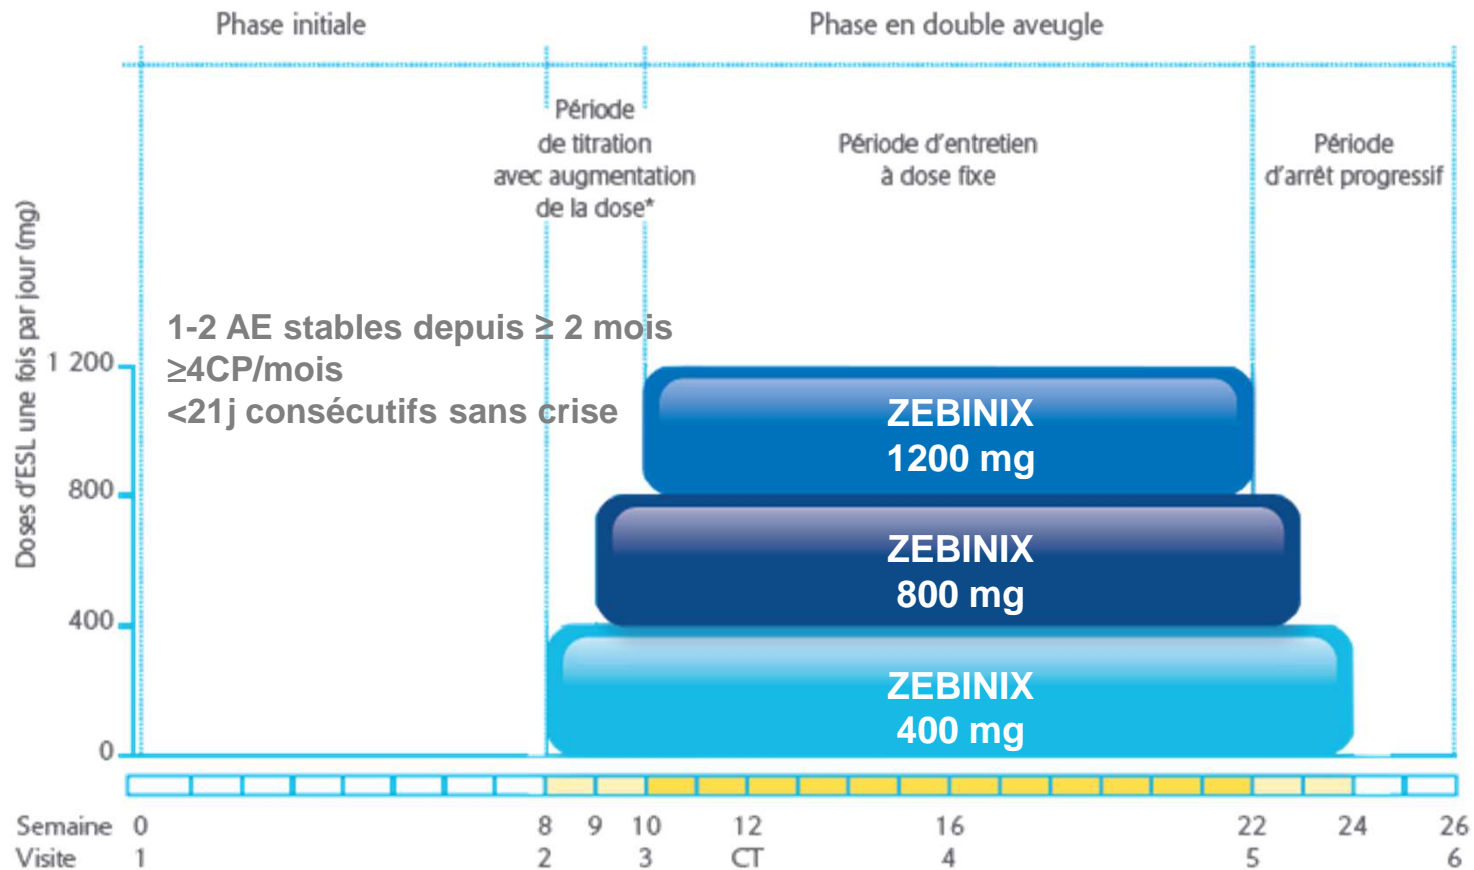 Phase initiale
Phase en double aveugle
Période
de titration
avec augmentation
de la dose*
Période d'entretien
à dose fixe
Période
d'arrêt progressif
Doses d'ESL une fois par jour (mg)
1-2 AE stables depuis ≥ 2 mois
≥4CP/mois
<21j consécutifs sans crise
1 200
800
400
0
ZEBINIX
1200 mg
ZEBINIX
800 mg
ZEBINIX
400 mg
Semaine 0 8 9 10 12 16 22 24 26
Visite 1 2 3 CT 4 5 6